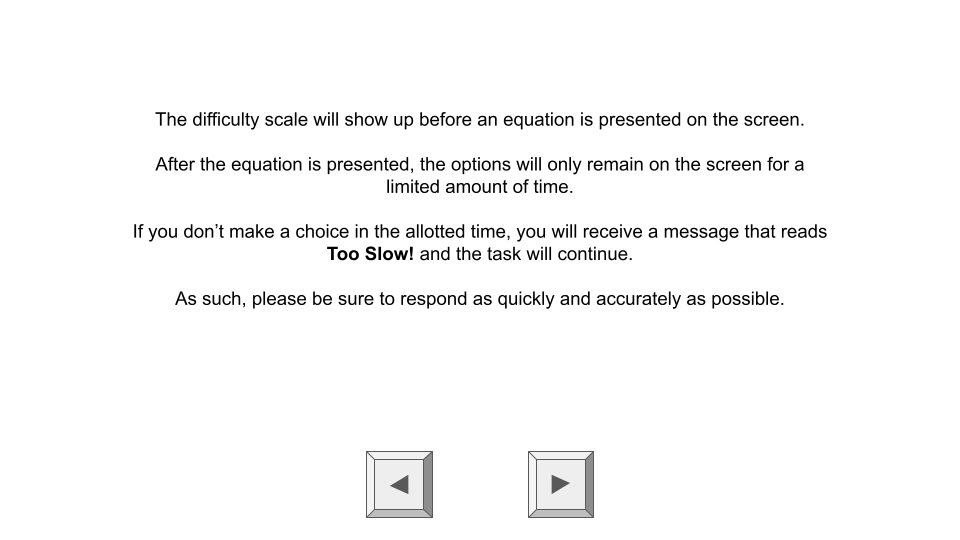 The difficulty scale will show up before an equation is presented on the screen.
After the equation is presented, the options will only remain on the screen for a
limited amount of time.
If you don’t make a choice in the allotted time, you will receive a message that reads
Too Slow! and the task will continue.
As such, please be sure to respond as quickly and accurately as possible.